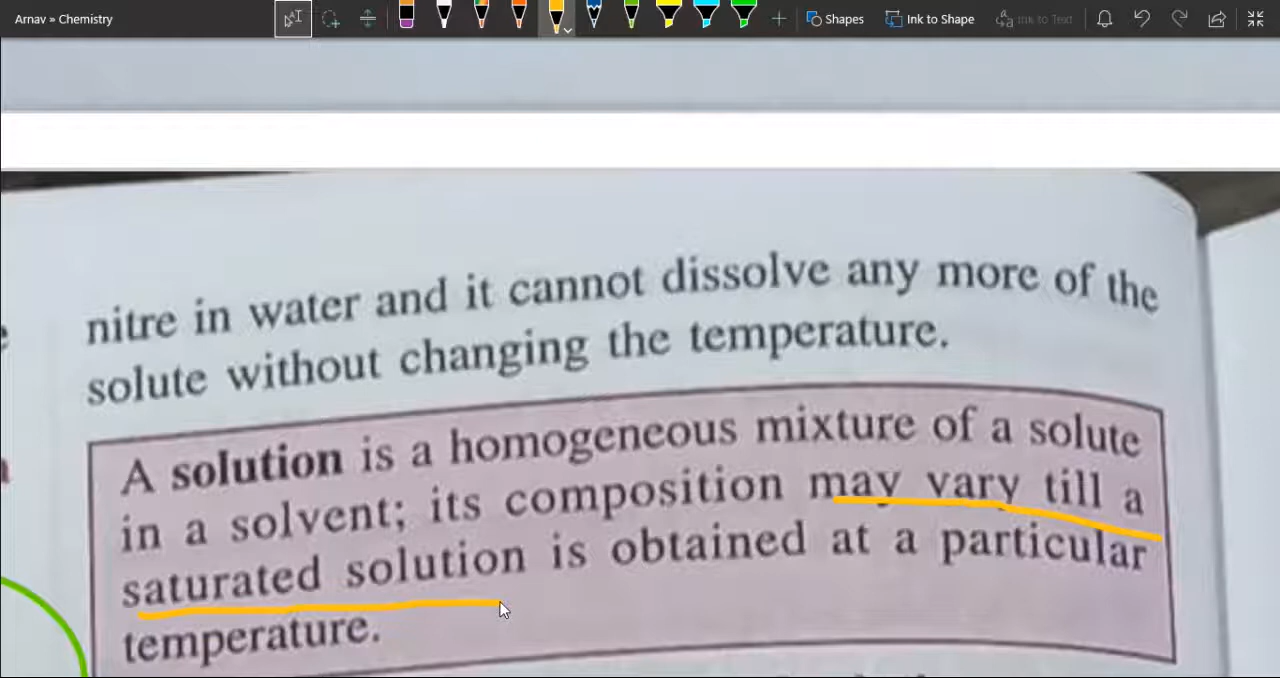 Arnav » Chemistry
Shapes
Ink to Shape
Ink to Text
nitre in water and it cannot dissolve any more of the
solute without changing the temperature.
A solution is a homogeneous mixture of a solute
in a solvent; its composition may vary till a
saturated solution is obtained at a particular
temperature.